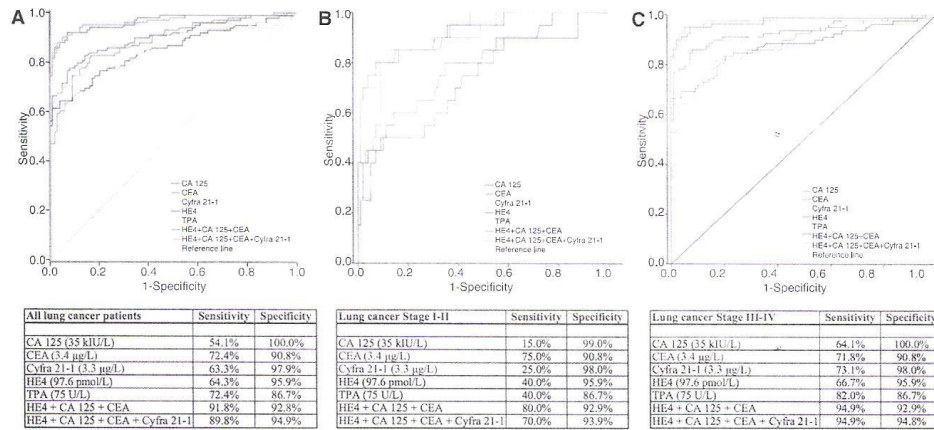 A
Sensitivity
1.0
0.8
0.6
0.4
0.2
0.0
0.0 0.2 0.4 0.6 0.8 1.0
1-Specificity
CA 125
CEA
Cyfra 21-1
HE4
TPA
HE4+CA 125+CEA
HE4+CA 125+CEA+Cyfra 21-1
Reference line
B
Sensitivity
1.0
0.8
0.6
0.4
0.2
0.0
0.0 0.2 0.4 0.6 0.8 1.0
1-Specificity
CA 125
CEA
Cyfra 21-1
HE4
TPA
HE4+CA 125+CEA
HE4+CA 125+CEA+Cyfra 21-1
Reference line
C
Sensitivity
1.0
0.8
0.6
0.4
0.2
0.0
0.0 0.2 0.4 0.6 0.8 1.0
1-Specificity
CA 125
CEA
Cyfra 21-1
HE4
TPA
HE4+CA 125+CEA
HE4+CA 125+CEA+Cyfra 21-1
Reference line
All lung cancer patients Sensitivity Specificity
CA 125 (35 kIU/L) 54.1% 100.0%
CEA (3.4 µg/L) 72.4% 90.8%
Cyfra 21-1 (3.3 µg/L) 63.3% 97.9%
HE4 (97.6 pmol/L) 64.3% 95.9%
TPA (75 U/L) 72.4% 86.7%
HE4 + CA 125 + CEA 91.8% 92.8%
HE4 + CA 125 + CEA + Cyfra 21-1 89.8% 94.9%
Lung cancer Stage I-II Sensitivity Specificity
CA 125 (35 kIU/L) 15.0% 99.0%
CEA (3.4 µg/L) 75.0% 90.8%
Cyfra 21-1 (3.3 µg/L) 25.0% 98.0%
HE4 (97.6 pmol/L) 40.0% 95.9%
TPA (75 U/L) 40.0% 86.7%
HE4 + CA 125 + CEA 80.0% 92.9%
HE4 + CA 125 + CEA + Cyfra 21-1 70.0% 93.9%
Lung cancer Stage III-IV Sensitivity Specificity
CA 125 (35 kIU/L) 64.1% 100.0%
CEA (3.4 µg/L) 71.8% 90.8%
Cyfra 21-1 (3.3 µg/L) 73.1% 98.0%
HE4 (97.6 pmol/L) 66.7% 95.9%
TPA (75 U/L) 82.0% 86.7%
HE4 + CA 125 + CEA 94.9% 92.9%
HE4 + CA 125 + CEA + Cyfra 21-1 94.9% 94.8%